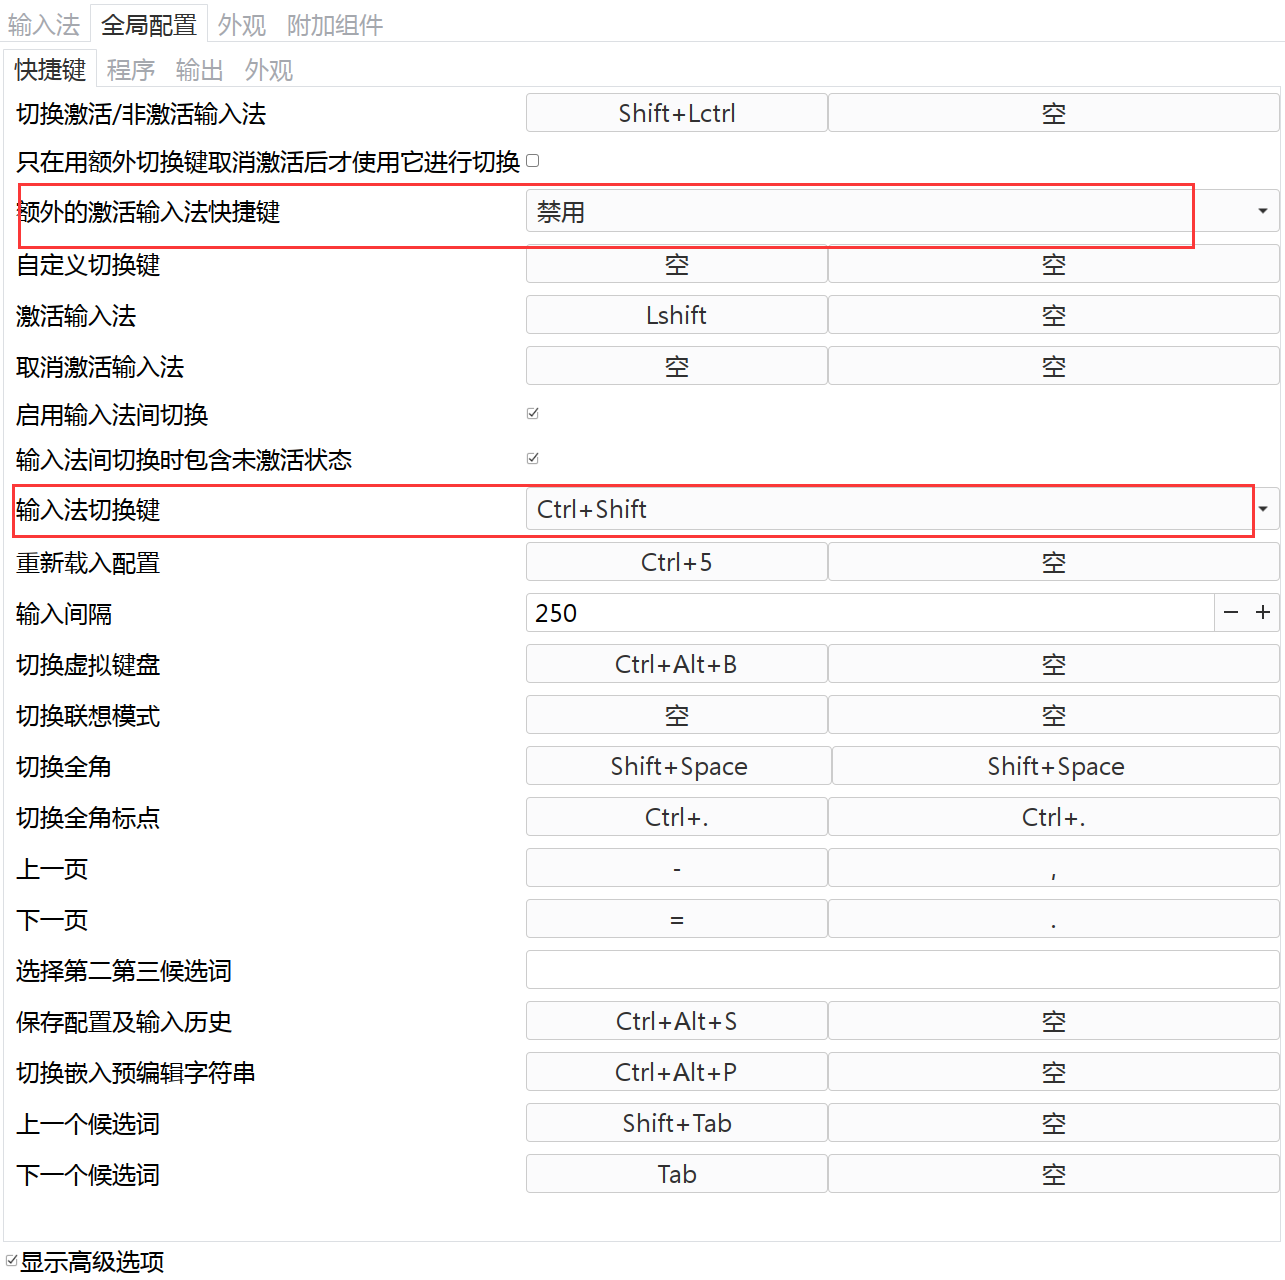 输入法 全局配置 外观 附加组件
快捷键 程序 输出 外观
切换激活/非激活输入法 Shift+Lctrl 空
只在用额外切换键取消激活后才使用它进行切换
额外的激活输入法快捷键 禁用
自定义切换键 空 空
激活输入法 Lshift 空
取消激活输入法 空 空
启用输入法间切换
输入法间切换时包含未激活状态
输入法切换键 Ctrl+Shift
重新载入配置 Ctrl+5 空
输入间隔 250 − +
切换虚拟键盘 Ctrl+Alt+B 空
切换联想模式 空 空
切换全角 Shift+Space Shift+Space
切换全角标点 Ctrl+. Ctrl+.
上一页 - ,
下一页 = .
选择第二第三候选词
保存配置及输入历史 Ctrl+Alt+S 空
切换嵌入预编辑字符串 Ctrl+Alt+P 空
上一个候选词 Shift+Tab 空
下一个候选词 Tab 空
显示高级选项